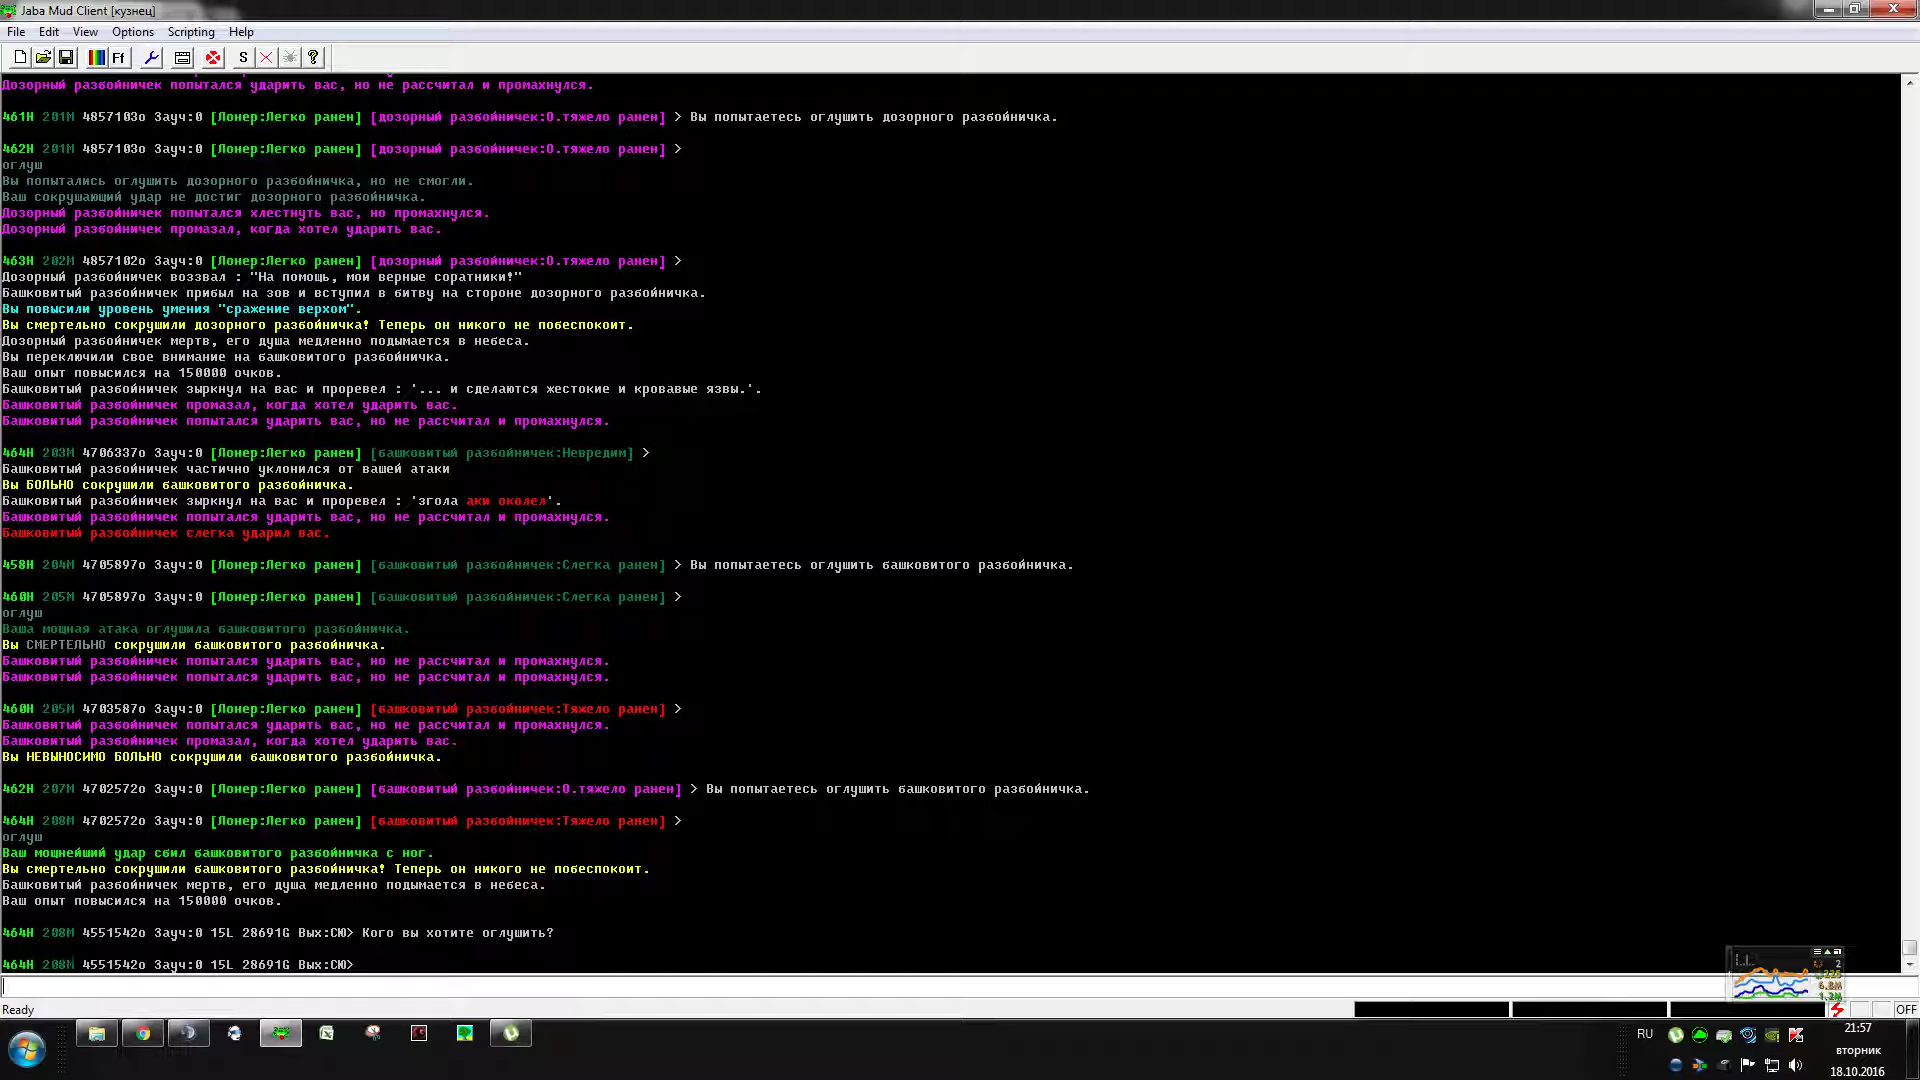 Jaba Mud Client [кузнец]
File Edit View Options Scripting Help
Ff S ?
Дозорный разбойничек попытался ударить вас, но не рассчитал и промахнулся.
461H 201M 4857103о Зауч:0 [Лонер:Легко ранен] [дозорный разбойничек:О.тяжело ранен] > Вы попытаетесь оглушить дозорного разбойничка.
462H 201M 4857103о Зауч:0 [Лонер:Легко ранен] [дозорный разбойничек:О.тяжело ранен] >
оглуш
Вы попытались оглушить дозорного разбойничка, но не смогли.
Ваш сокрушающий удар не достиг дозорного разбойничка.
Дозорный разбойничек попытался хлестнуть вас, но промахнулся.
Дозорный разбойничек промазал, когда хотел ударить вас.
463H 202M 4857102о Зауч:0 [Лонер:Легко ранен] [дозорный разбойничек:О.тяжело ранен] >
Дозорный разбойничек воззвал : "На помощь, мои верные соратники!"
Башковитый разбойничек прибыл на зов и вступил в битву на стороне дозорного разбойничка.
Вы повысили уровень умения "сражение верхом".
Вы смертельно сокрушили дозорного разбойничка! Теперь он никого не побеспокоит.
Дозорный разбойничек мертв, его душа медленно подымается в небеса.
Вы переключили свое внимание на башковитого разбойничка.
Ваш опыт повысился на 150000 очков.
Башковитый разбойничек зыркнул на вас и проревел : '... и сделаются жестокие и кровавые язвы.'.
Башковитый разбойничек промазал, когда хотел ударить вас.
Башковитый разбойничек попытался ударить вас, но не рассчитал и промахнулся.
464H 203M 4706337о Зауч:0 [Лонер:Легко ранен] [башковитый разбойничек:Невредим] >
Башковитый разбойничек частично уклонился от вашей атаки
Вы БОЛЬНО сокрушили башковитого разбойничка.
Башковитый разбойничек зыркнул на вас и проревел : 'згола аки околел'.
Башковитый разбойничек попытался ударить вас, но не рассчитал и промахнулся.
Башковитый разбойничек слегка ударил вас.
458H 204M 4705897о Зауч:0 [Лонер:Легко ранен] [башковитый разбойничек:Слегка ранен] > Вы попытаетесь оглушить башковитого разбойничка.
460H 205M 4705897о Зауч:0 [Лонер:Легко ранен] [башковитый разбойничек:Слегка ранен] >
оглуш
Ваша мощная атака оглушила башковитого разбойничка.
Вы СМЕРТЕЛЬНО сокрушили башковитого разбойничка.
Башковитый разбойничек попытался ударить вас, но не рассчитал и промахнулся.
Башковитый разбойничек попытался ударить вас, но не рассчитал и промахнулся.
460H 205M 4703587о Зауч:0 [Лонер:Легко ранен] [башковитый разбойничек:Тяжело ранен] >
Башковитый разбойничек попытался ударить вас, но не рассчитал и промахнулся.
Башковитый разбойничек промазал, когда хотел ударить вас.
Вы НЕВЫНОСИМО БОЛЬНО сокрушили башковитого разбойничка.
462H 207M 4702572о Зауч:0 [Лонер:Легко ранен] [башковитый разбойничек:О.тяжело ранен] > Вы попытаетесь оглушить башковитого разбойничка.
464H 208M 4702572о Зауч:0 [Лонер:Легко ранен] [башковитый разбойничек:Тяжело ранен] >
оглуш
Ваш мощнейший удар сбил башковитого разбойничка с ног.
Вы смертельно сокрушили башковитого разбойничка! Теперь он никого не побеспокоит.
Башковитый разбойничек мертв, его душа медленно подымается в небеса.
Ваш опыт повысился на 150000 очков.
464H 208M 4551542о Зауч:0 15L 28691G Вых:СЮ> Кого вы хотите оглушить?
464H 208M 4551542о Зауч:0 15L 28691G Вых:СЮ>
2
6.8M
1.2M
Ready
OFF
RU
21:57
вторник
18.10.2016